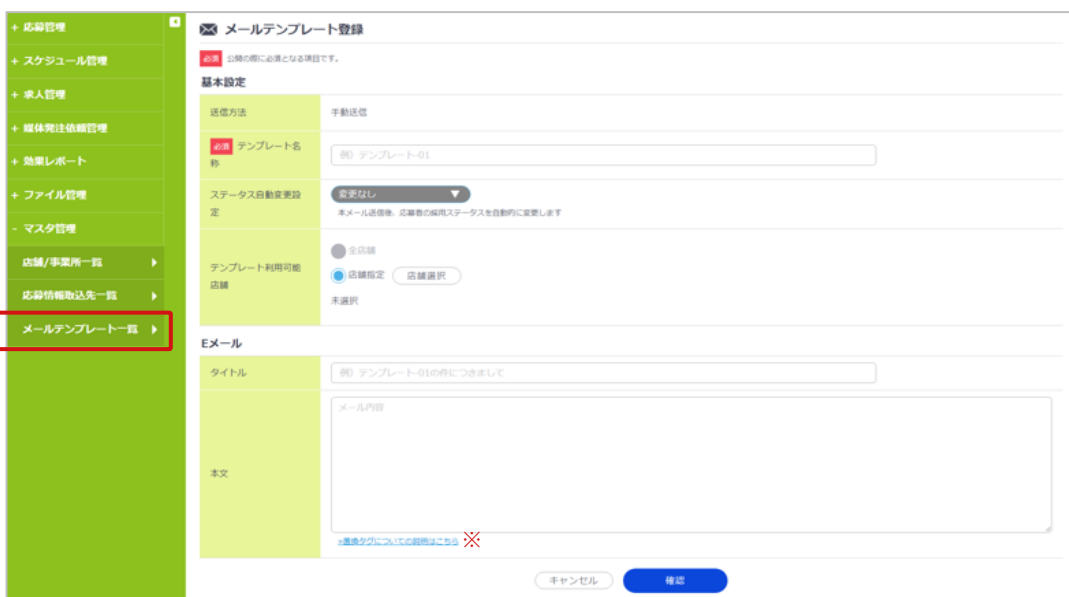 + 応募管理
+ スケジュール管理
+ 求人管理
+ 媒体発注依頼管理
+ 効果レポート
+ ファイル管理
- マスタ管理
店舗/事業所一覧
応募情報取込先一覧
メールテンプレート一覧
メールテンプレート登録
必須 公開の際に必須となる項目です。
基本設定
送信方法
手動送信
必須 テンプレート名
称
例）テンプレート-01
ステータス自動変更設
定
変更なし ▼
本メール送信後、応募者の採用ステータスを自動的に変更します
テンプレート利用可能
店舗
全店舗
店舗指定 店舗選択
未選択
Eメール
タイトル
例）テンプレート-01の件につきまして
本文
メール内容
»置換タグについての説明はこちら ※
キャンセル 確認